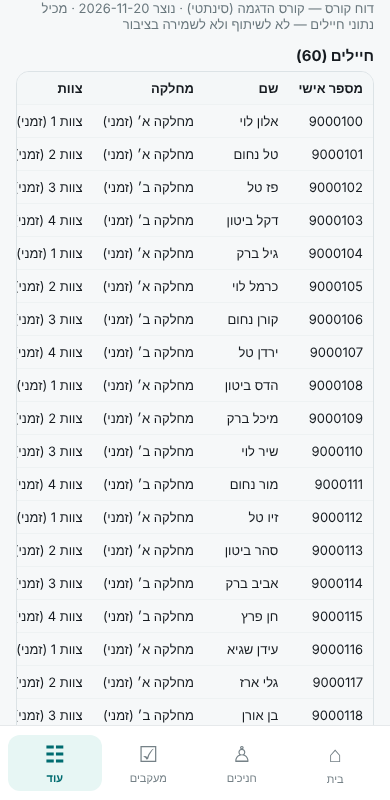 דוח קורס — קורס הדגמה (סינתטי) · נוצר 2026-11-20 · מכיל
נתוני חיילים — לא לשיתוף ולא לשמירה בציבור
חיילים (60)
מספר אישי שם מחלקה צוות
9000100 אלון לוי מחלקה א׳ (זמני) צוות 1 (זמני)
9000101 טל נחום מחלקה א׳ (זמני) צוות 2 (זמני)
9000102 פז טל מחלקה ב׳ (זמני) צוות 3 (זמני)
9000103 דקל ביטון מחלקה ב׳ (זמני) צוות 4 (זמני)
9000104 גיל ברק מחלקה א׳ (זמני) צוות 1 (זמני)
9000105 כרמל לוי מחלקה א׳ (זמני) צוות 2 (זמני)
9000106 קורן נחום מחלקה ב׳ (זמני) צוות 3 (זמני)
9000107 ירדן טל מחלקה ב׳ (זמני) צוות 4 (זמני)
9000108 הדס ביטון מחלקה א׳ (זמני) צוות 1 (זמני)
9000109 מיכל ברק מחלקה א׳ (זמני) צוות 2 (זמני)
9000110 שיר לוי מחלקה ב׳ (זמני) צוות 3 (זמני)
9000111 מור נחום מחלקה ב׳ (זמני) צוות 4 (זמני)
9000112 זיו טל מחלקה א׳ (זמני) צוות 1 (זמני)
9000113 סהר ביטון מחלקה א׳ (זמני) צוות 2 (זמני)
9000114 אביב ברק מחלקה ב׳ (זמני) צוות 3 (זמני)
9000115 חן פרץ מחלקה ב׳ (זמני) צוות 4 (זמני)
9000116 עידן שגיא מחלקה א׳ (זמני) צוות 1 (זמני)
9000117 גלי ארז מחלקה א׳ (זמני) צוות 2 (זמני)
9000118 בן אורן מחלקה ב׳ (זמני) צוות 3 (זמני)
בית חניכים מעקבים עוד